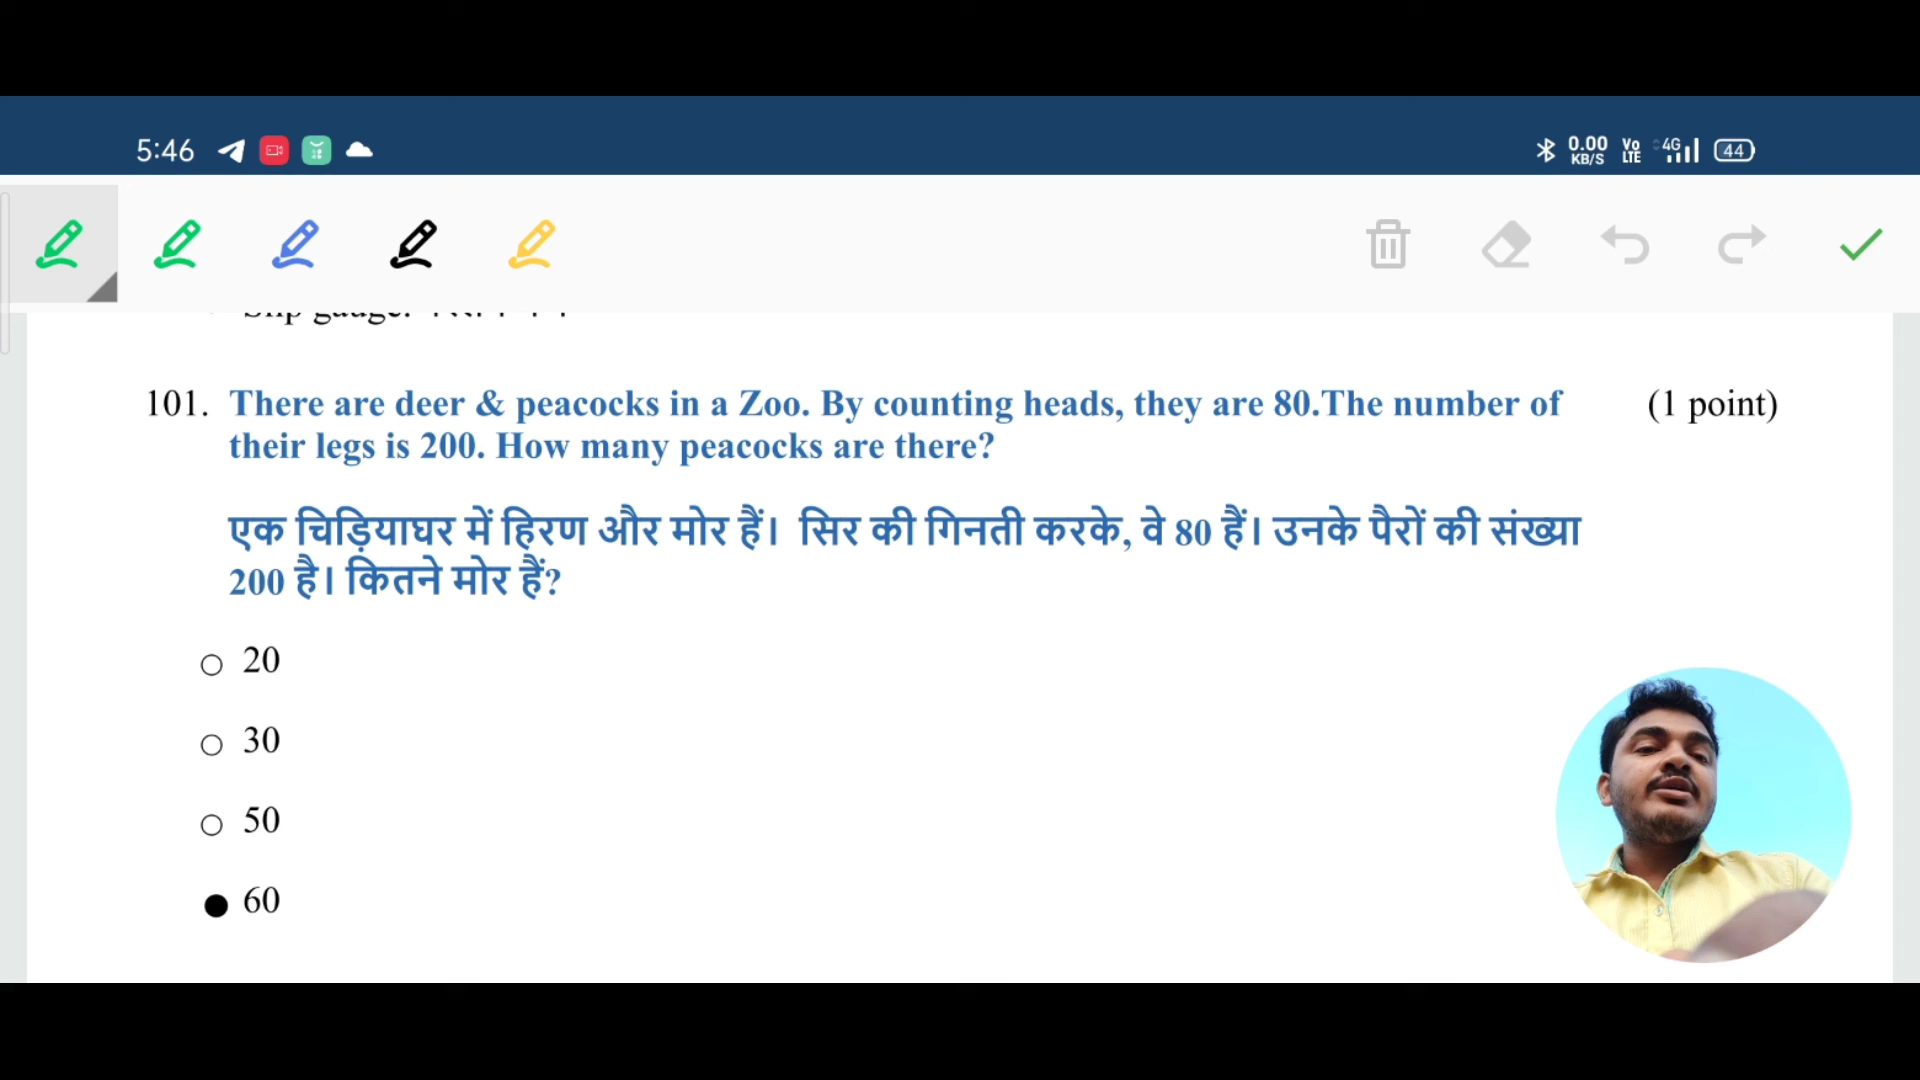 5:46
0.00 KB/S Vo LTE 4G 44
Slip gauge:
101. There are deer & peacocks in a Zoo. By counting heads, they are 80.The number of (1 point)
their legs is 200. How many peacocks are there?
एक चिड़ियाघर में हिरण और मोर हैं। सिर की गिनती करके, वे 80 हैं। उनके पैरों की संख्या
200 है। कितने मोर हैं?
20
30
50
60